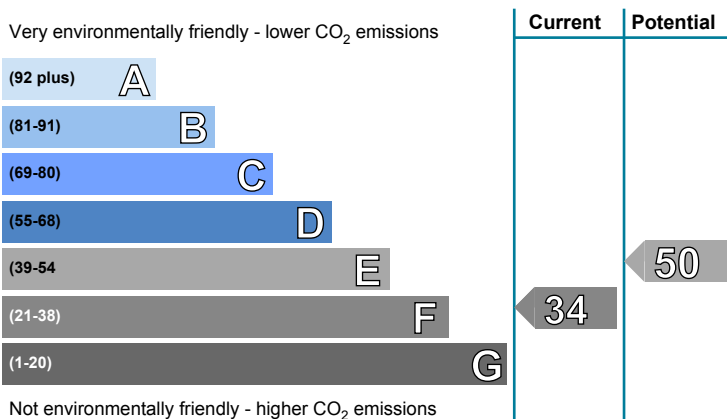 Current Potential
Very environmentally friendly - lower CO2 emissions
(92 plus) A
(81-91) B
(69-80) C
(55-68) D
(39-54 E
50
(21-38) F
34
(1-20) G
Not environmentally friendly - higher CO2 emissions